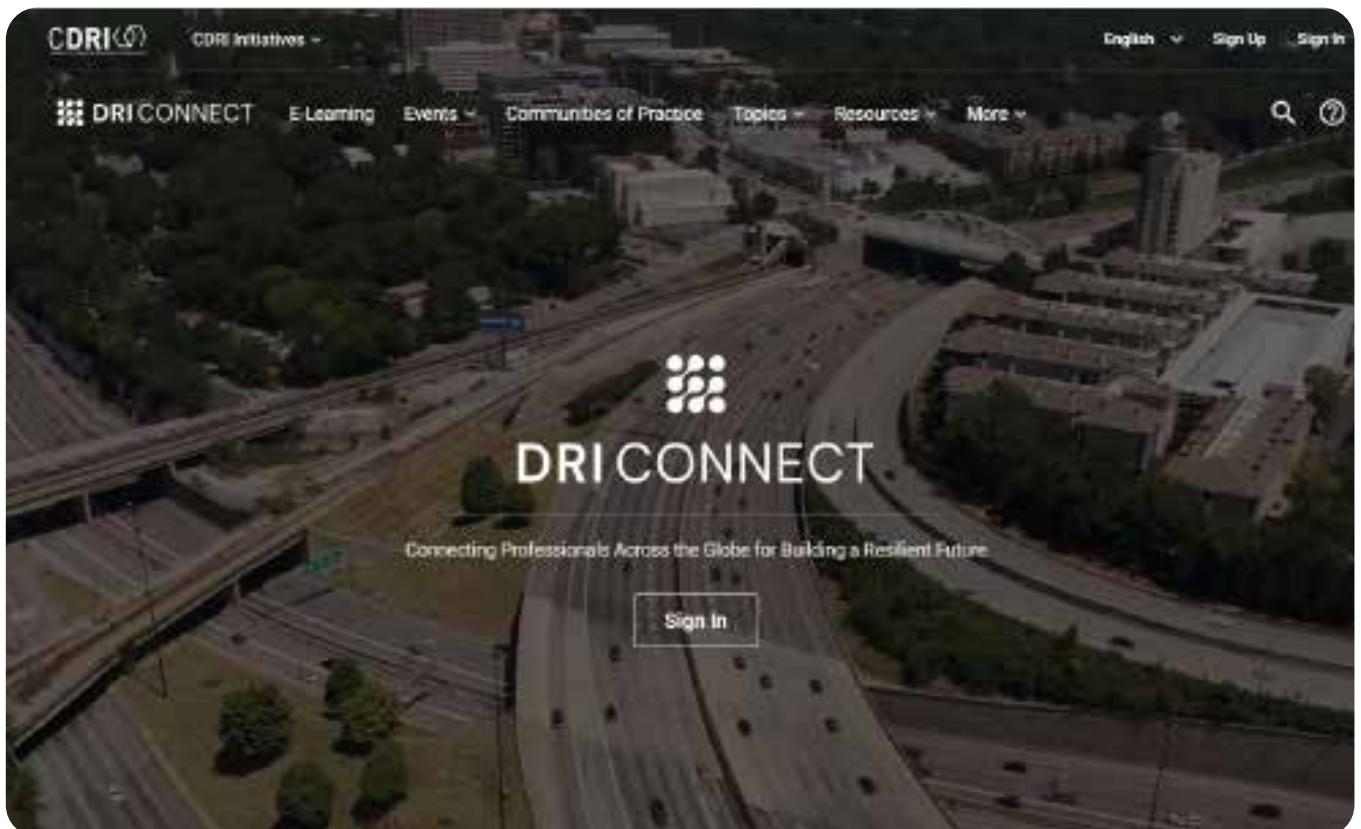 CDRI CDRI Initiatives English Sign Up Sign In
DRI CONNECT E-Learning Events Communities of Practice Topics Resources More
DRI CONNECT
Connecting Professionals Across the Globe for Building a Resilient Future
Sign In